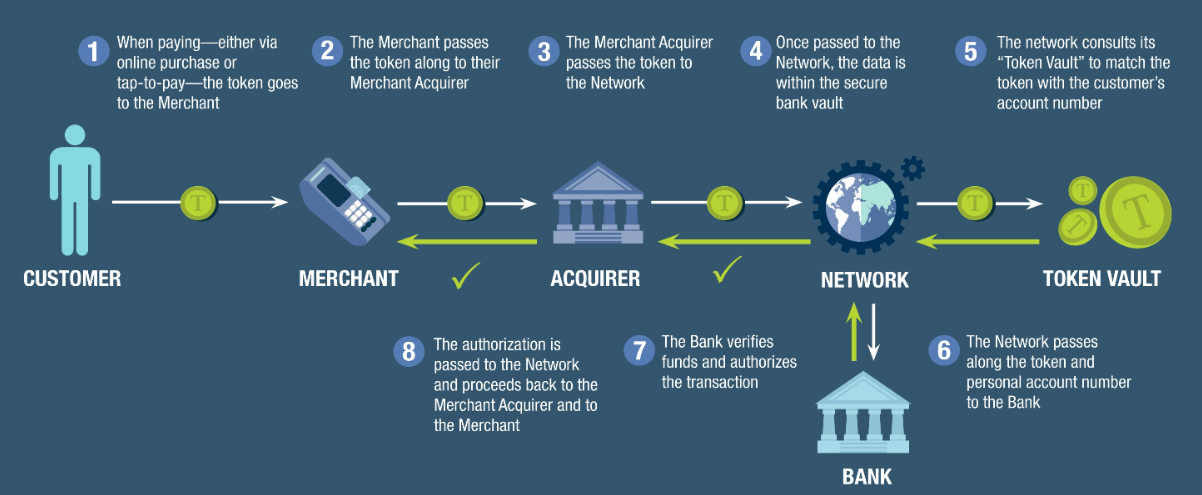 1
When paying—either via
online purchase or
tap-to-pay—the token goes
to the Merchant
2
The Merchant passes
the token along to their
Merchant Acquirer
3
The Merchant Acquirer
passes the token to
the Network
4
Once passed to the
Network, the data is
within the secure
bank vault
5
The network consults its
“Token Vault” to match the
token with the customer’s
account number
T
T
T
T
T
T
T
CUSTOMER
MERCHANT
ACQUIRER
NETWORK
TOKEN VAULT
8
The authorization is
passed to the Network
and proceeds back to the
Merchant Acquirer and to
the Merchant
7
The Bank verifies
funds and authorizes
the transaction
6
The Network passes
along the token and
personal account number
to the Bank
BANK